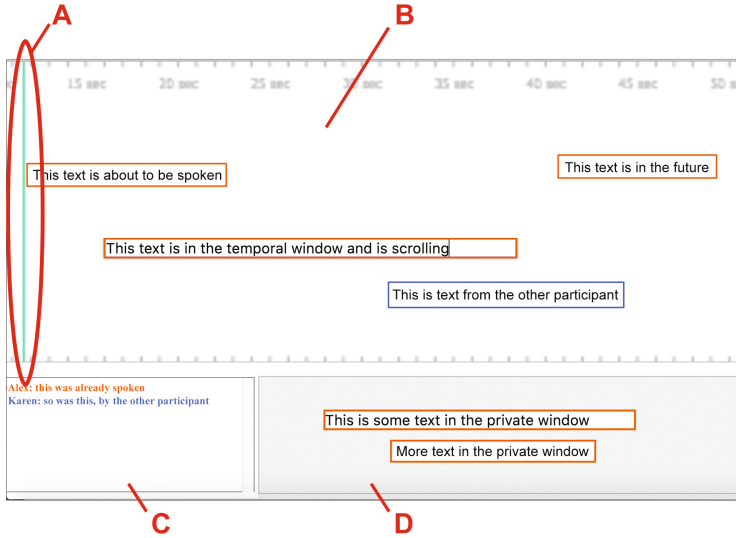 A
B
15 sec 20 sec 25 sec 30 sec 35 sec 40 sec 45 sec 50 s
This text is about to be spoken
This text is in the future
This text is in the temporal window and is scrolling
This is text from the other participant
Alex: this was already spoken
Karen: so was this, by the other participant
This is some text in the private window
More text in the private window
C
D